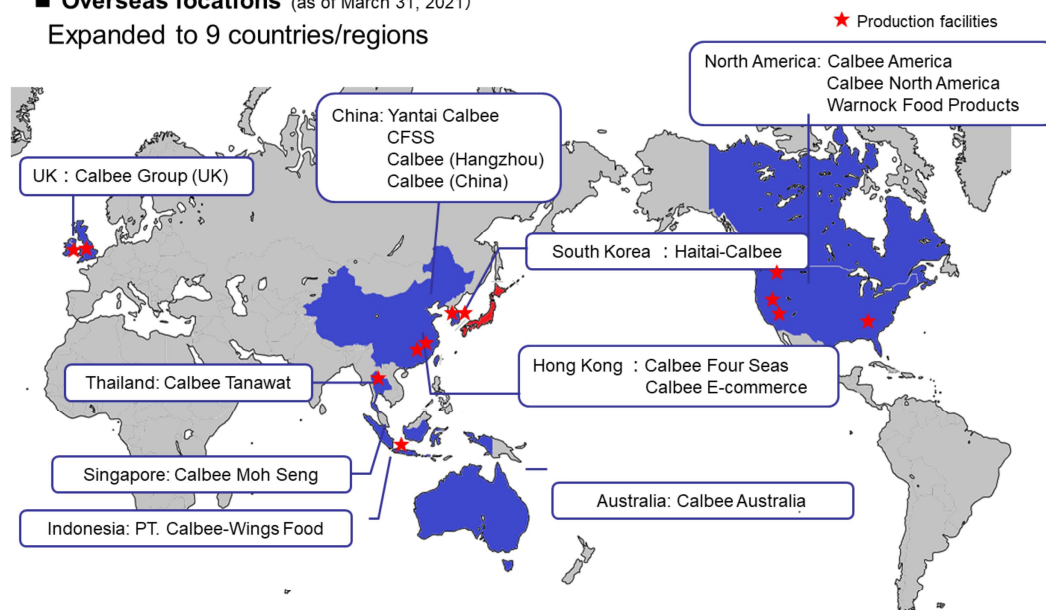 ■ Overseas locations (as of March 31, 2021)
Expanded to 9 countries/regions
★ Production facilities
North America: Calbee America
Calbee North America
Warnock Food Products
China: Yantai Calbee
CFSS
Calbee (Hangzhou)
Calbee (China)
UK : Calbee Group (UK)
South Korea : Haitai-Calbee
Hong Kong : Calbee Four Seas
Calbee E-commerce
Thailand: Calbee Tanawat
Singapore: Calbee Moh Seng
Australia: Calbee Australia
Indonesia: PT. Calbee-Wings Food